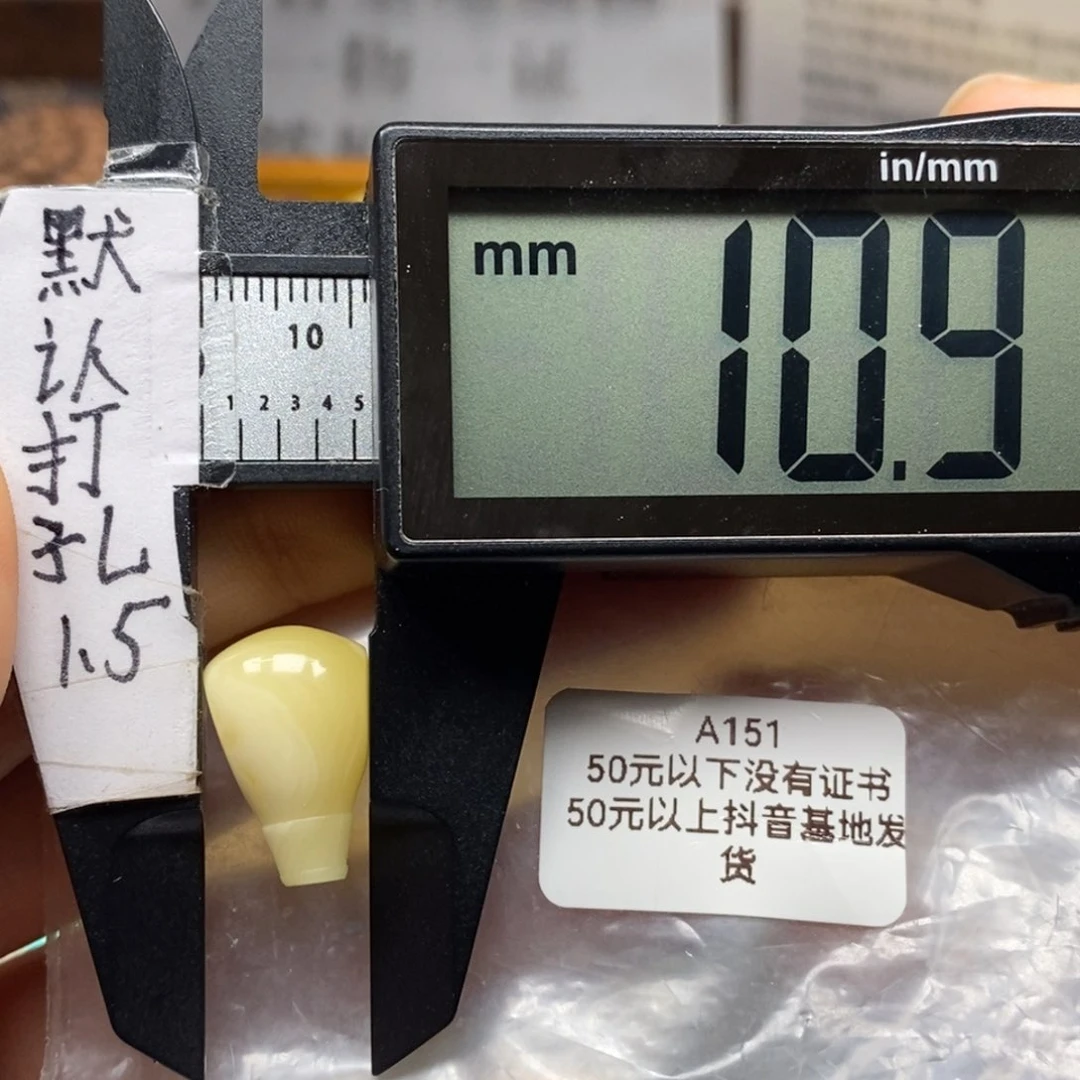 默
认
打
孔
1.5
in/mm
mm
10.9
10
1 2 3 4 5
A151
50元以下没有证书
50元以上抖音基地发
货